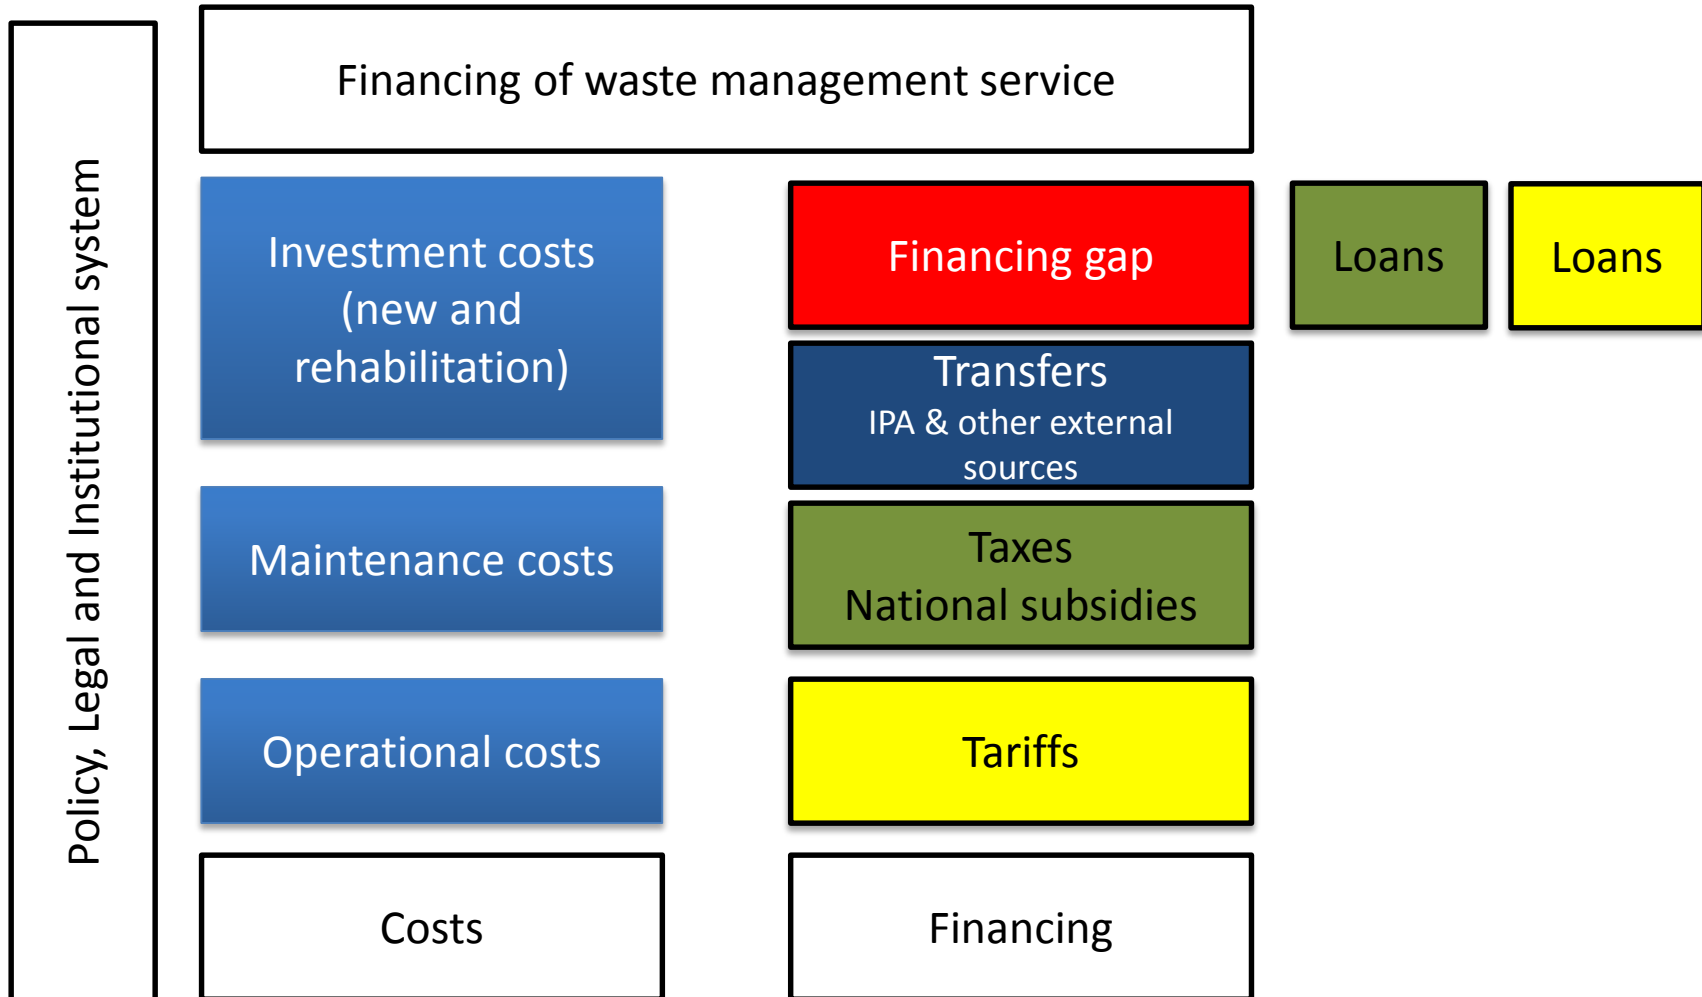 Policy, Legal and Institutional system
Financing of waste management service
Investment costs
(new and
rehabilitation)
Maintenance costs
Operational costs
Costs
Financing gap
Transfers
IPA & other external
sources
Taxes
National subsidies
Tariffs
Financing
Loans
Loans